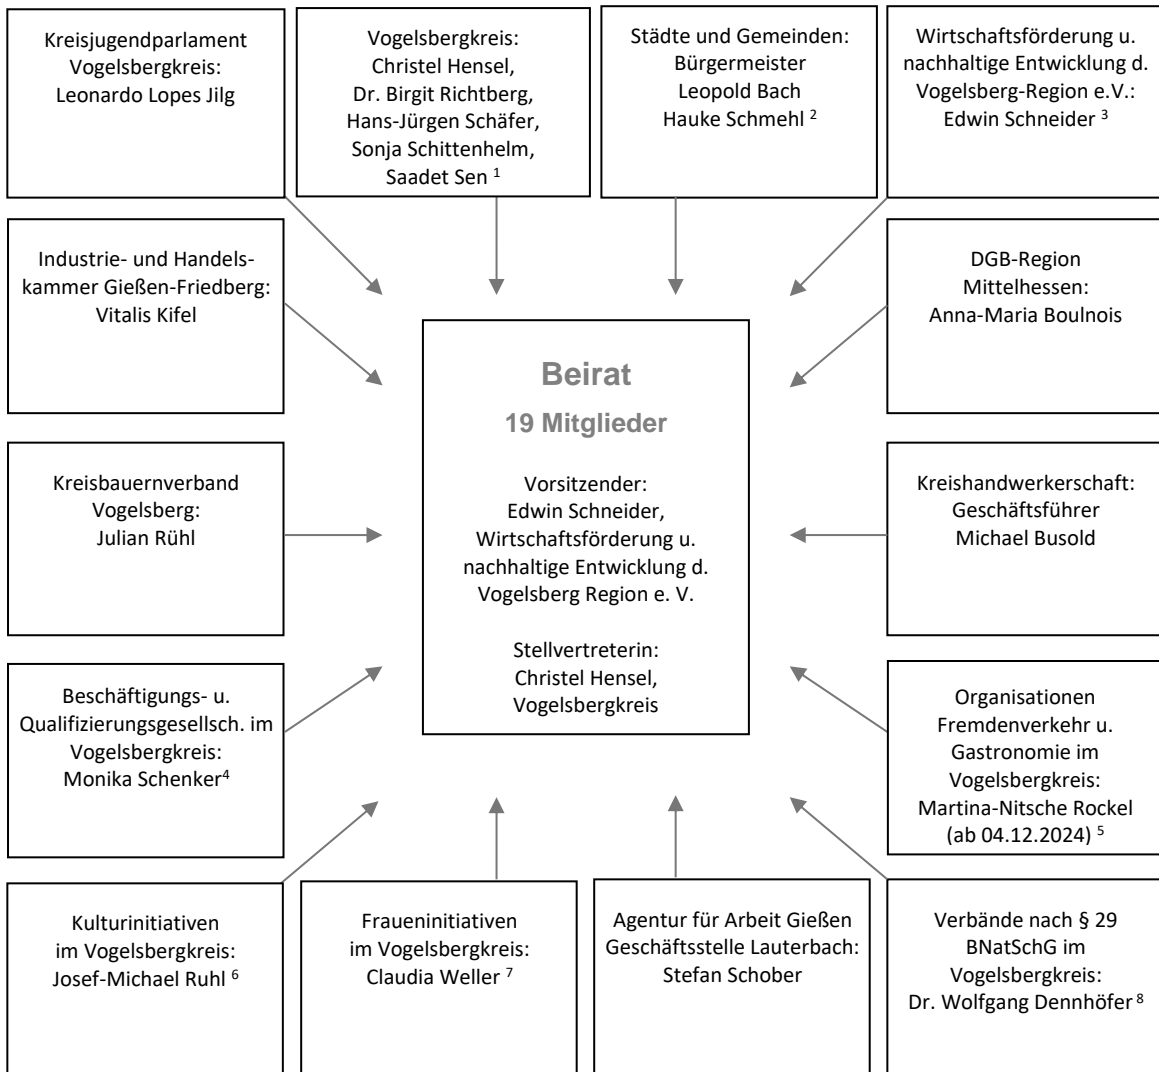 Kreisjugendparlament
Vogelsbergkreis:
Leonardo Lopes Jilg
Vogelsbergkreis:
Christel Hensel,
Dr. Birgit Richtberg,
Hans-Jürgen Schäfer,
Sonja Schittenhelm,
Saadet Sen 1
Städte und Gemeinden:
Bürgermeister
Leopold Bach
Hauke Schmehl 2
Wirtschaftsförderung u.
nachhaltige Entwicklung d.
Vogelsberg-Region e.V.:
Edwin Schneider 3
Industrie- und Handels-
kammer Gießen-Friedberg:
Vitalis Kifel
DGB-Region
Mittelhessen:
Anna-Maria Boulnois
Beirat
19 Mitglieder
Vorsitzender:
Edwin Schneider,
Wirtschaftsförderung u.
nachhaltige Entwicklung d.
Vogelsberg Region e. V.
Stellvertreterin:
Christel Hensel,
Vogelsbergkreis
Kreisbauernverband
Vogelsberg:
Julian Rühl
Kreishandwerkerschaft:
Geschäftsführer
Michael Busold
Beschäftigungs- u.
Qualifizierungsgesellsch. im
Vogelsbergkreis:
Monika Schenker4
Organisationen
Fremdenverkehr u.
Gastronomie im
Vogelsbergkreis:
Martina-Nitsche Rockel
(ab 04.12.2024) 5
Kulturinitiativen
im Vogelsbergkreis:
Josef-Michael Ruhl 6
Fraueninitiativen
im Vogelsbergkreis:
Claudia Weller 7
Agentur für Arbeit Gießen
Geschäftsstelle Lauterbach:
Stefan Schober
Verbände nach § 29
BNatSchG im
Vogelsbergkreis:
Dr. Wolfgang Dennhöfer 8